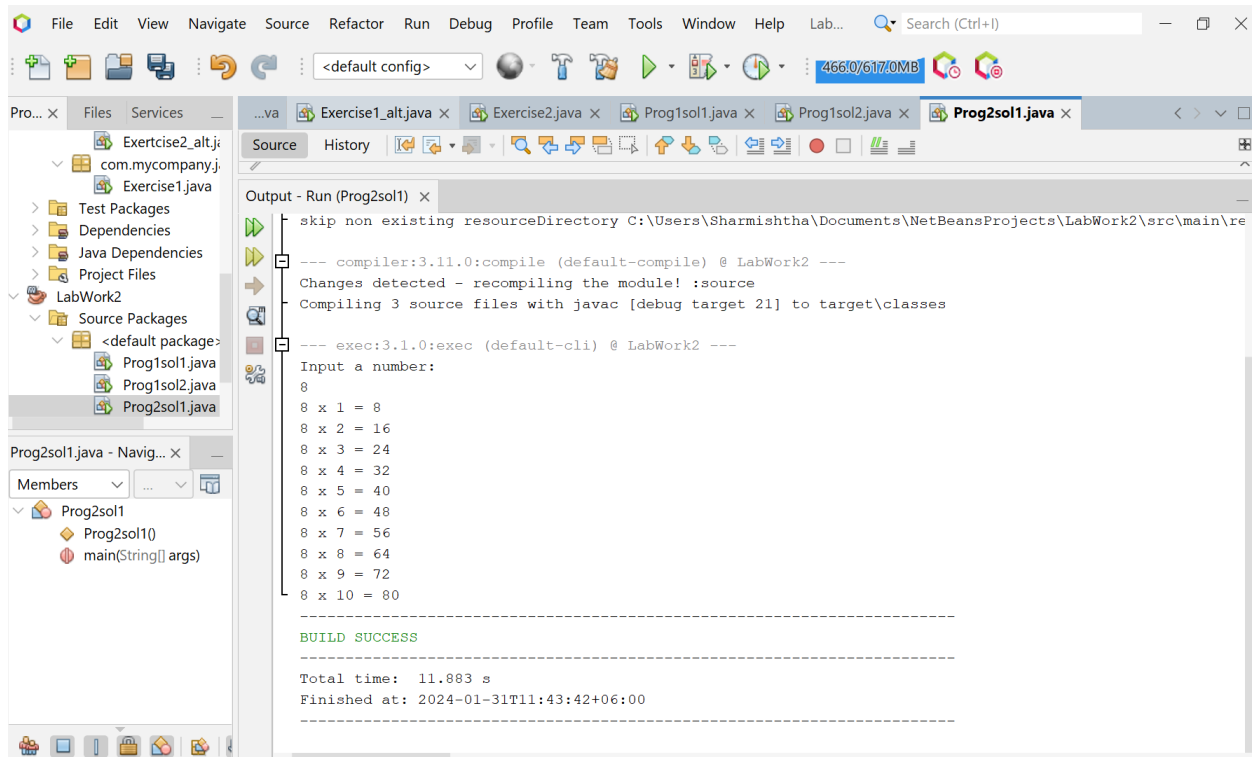 File Edit View Navigate Source Refactor Run Debug Profile Team Tools Window Help Lab... Search (Ctrl+I)
<default config> 466.0/617.0MB
Pro... Files Services
...va Exercise1_alt.java Exercise2.java Prog1sol1.java Prog1sol2.java Prog2sol1.java
Source History
Exertcise2_alt.ja
com.mycompany.j
Exercise1.java
Test Packages
Dependencies
Java Dependencies
Project Files
LabWork2
Source Packages
<default package>
Prog1sol1.java
Prog1sol2.java
Prog2sol1.java
Prog2sol1.java - Navig...
Members ...
Prog2sol1
Prog2sol1()
main(String[] args)
Output - Run (Prog2sol1)
skip non existing resourceDirectory C:\Users\Sharmishtha\Documents\NetBeansProjects\LabWork2\src\main\re
--- compiler:3.11.0:compile (default-compile) @ LabWork2 ---
Changes detected - recompiling the module! :source
Compiling 3 source files with javac [debug target 21] to target\classes
--- exec:3.1.0:exec (default-cli) @ LabWork2 ---
Input a number:
8
8 x 1 = 8
8 x 2 = 16
8 x 3 = 24
8 x 4 = 32
8 x 5 = 40
8 x 6 = 48
8 x 7 = 56
8 x 8 = 64
8 x 9 = 72
8 x 10 = 80
------------------------------------------------------------------------
BUILD SUCCESS
------------------------------------------------------------------------
Total time:  11.883 s
Finished at: 2024-01-31T11:43:42+06:00
------------------------------------------------------------------------